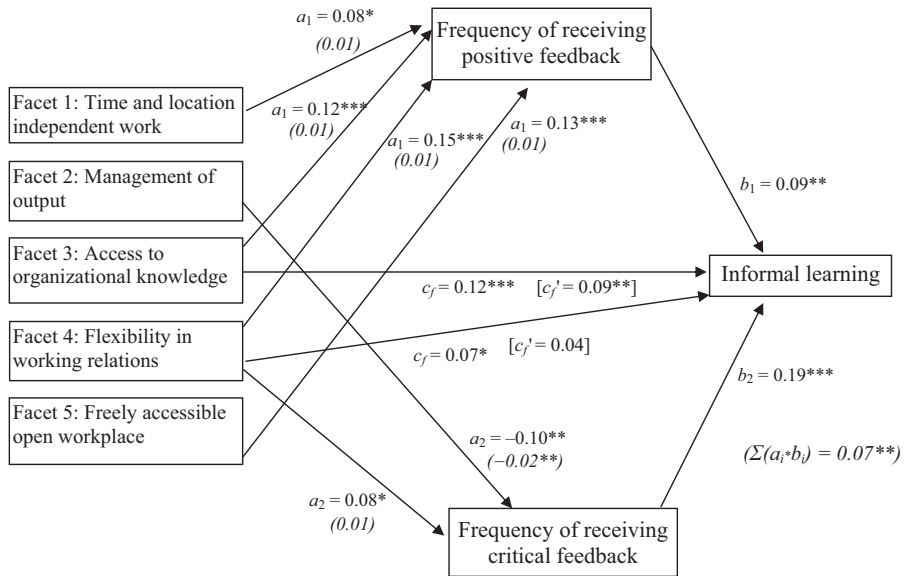 a₁ = 0.08*
(0.01)
Frequency of receiving
positive feedback
Facet 1: Time and location
independent work
a₁ = 0.12***
(0.01)
a₁ = 0.15***
(0.01)
a₁ = 0.13***
(0.01)
Facet 2: Management of
output
b₁ = 0.09**
Facet 3: Access to
organizational knowledge
Informal learning
c_f = 0.12*** [c_f' = 0.09**]
Facet 4: Flexibility in
working relations
c_f = 0.07* [c_f' = 0.04]
b₂ = 0.19***
Facet 5: Freely accessible
open workplace
a₂ = –0.10**
(–0.02**)
(Σ(aᵢ*bᵢ) = 0.07**)
a₂ = 0.08*
(0.01)
Frequency of receiving
critical feedback